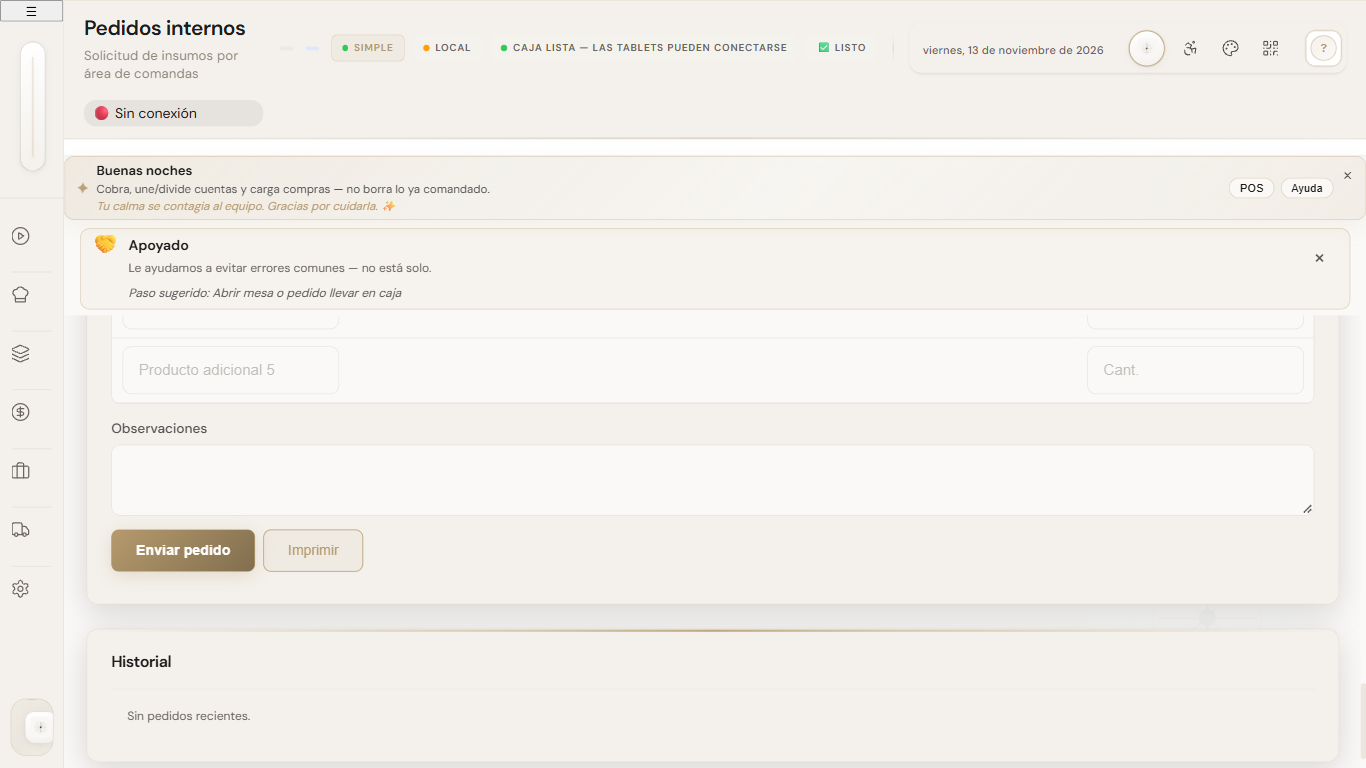 ☰
Pedidos internos
Solicitud de insumos por
área de comandas
SIMPLE
LOCAL
CAJA LISTA — LAS TABLETS PUEDEN CONECTARSE
✅ LISTO
viernes, 13 de noviembre de 2026
?
Sin conexión
Buenas noches
Cobra, une/divide cuentas y carga compras — no borra lo ya comandado.
Tu calma se contagia al equipo. Gracias por cuidarla. ✨
POS
Ayuda
×
🤝 Apoyado
Le ayudamos a evitar errores comunes — no está solo.
Paso sugerido: Abrir mesa o pedido llevar en caja
×
Producto adicional 5
Cant.
Observaciones
Enviar pedido
Imprimir
Historial
Sin pedidos recientes.